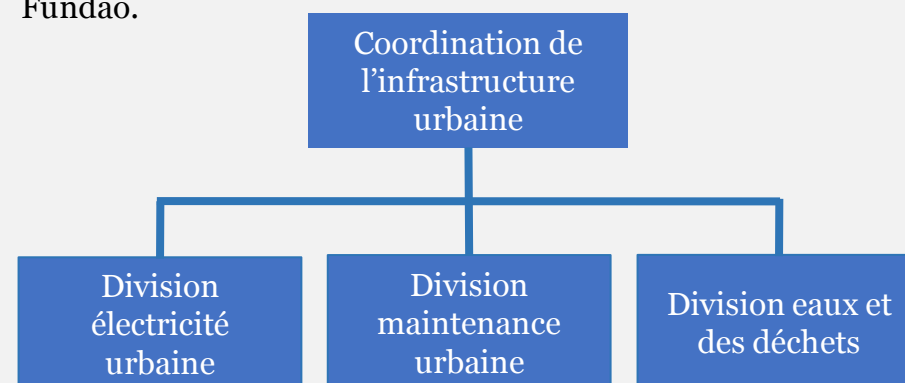 Fundão.
Coordination de
l’infrastructure
urbaine
Division
électricité
urbaine
Division
maintenance
urbaine
Division eaux et
des déchets